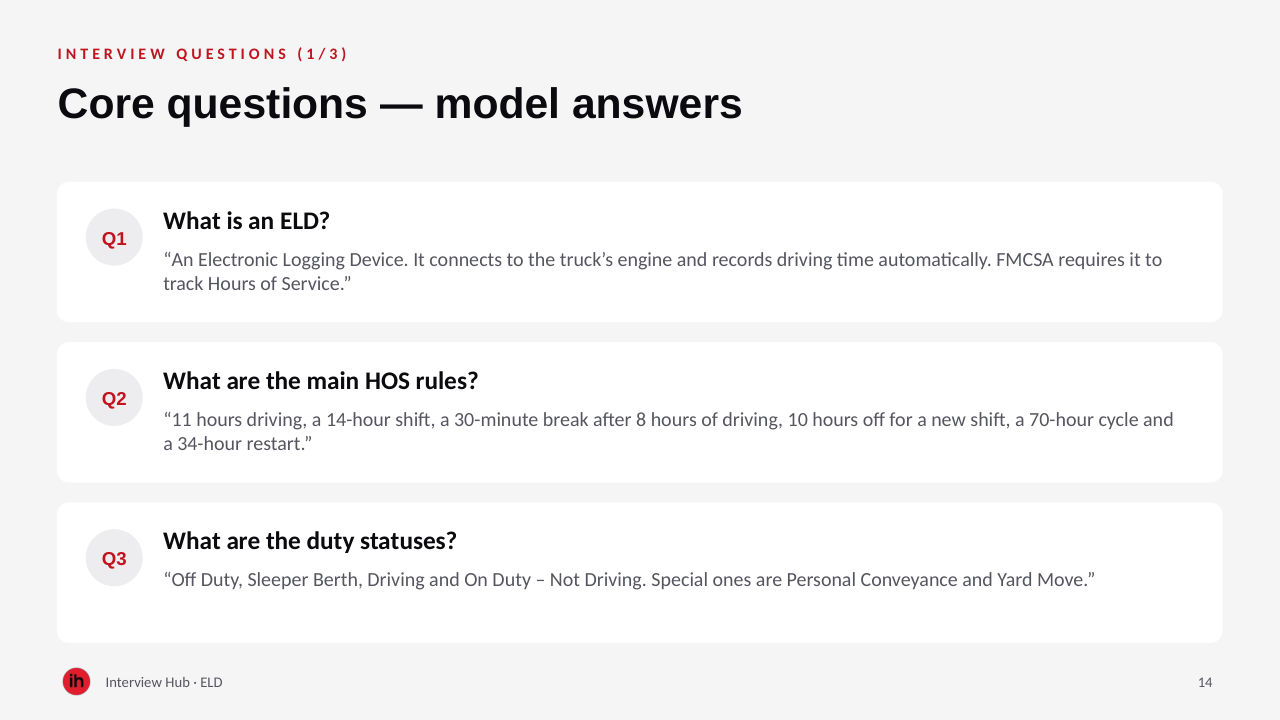 INTERVIEW QUESTIONS (1/3)
Core questions — model answers
Q1
What is an ELD?
“An Electronic Logging Device. It connects to the truck’s engine and records driving time automatically. FMCSA requires it to
track Hours of Service.”
Q2
What are the main HOS rules?
“11 hours driving, a 14-hour shift, a 30-minute break after 8 hours of driving, 10 hours off for a new shift, a 70-hour cycle and
a 34-hour restart.”
Q3
What are the duty statuses?
“Off Duty, Sleeper Berth, Driving and On Duty – Not Driving. Special ones are Personal Conveyance and Yard Move.”
ih
Interview Hub · ELD
14